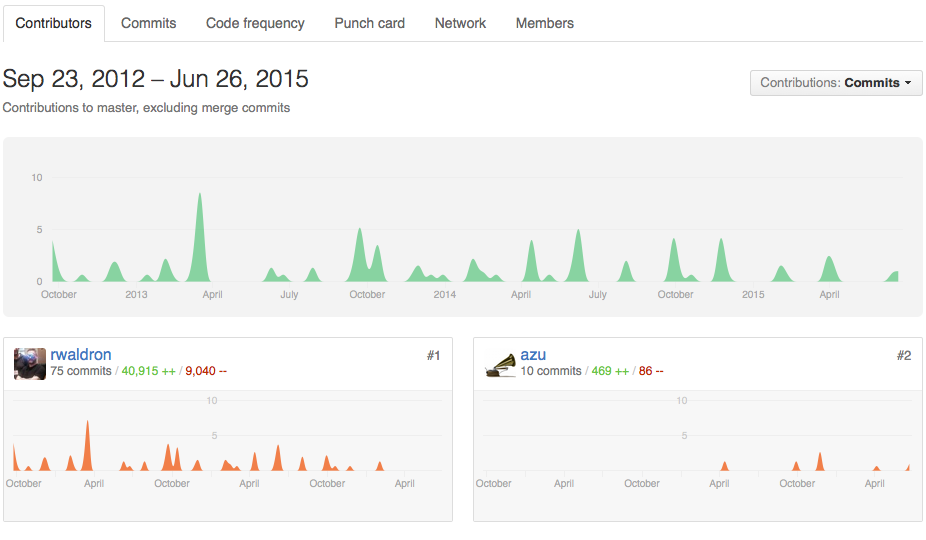 Contributors Commits Code frequency Punch card Network Members
Sep 23, 2012 – Jun 26, 2015
Contributions: Commits
Contributions to master, excluding merge commits
10
5
0
October 2013 April July October 2014 April July October 2015 April
rwaldron #1
75 commits / 40,915 ++ / 9,040 --
10
5
October April October April October April
azu #2
10 commits / 469 ++ / 86 --
10
5
October April October April October April